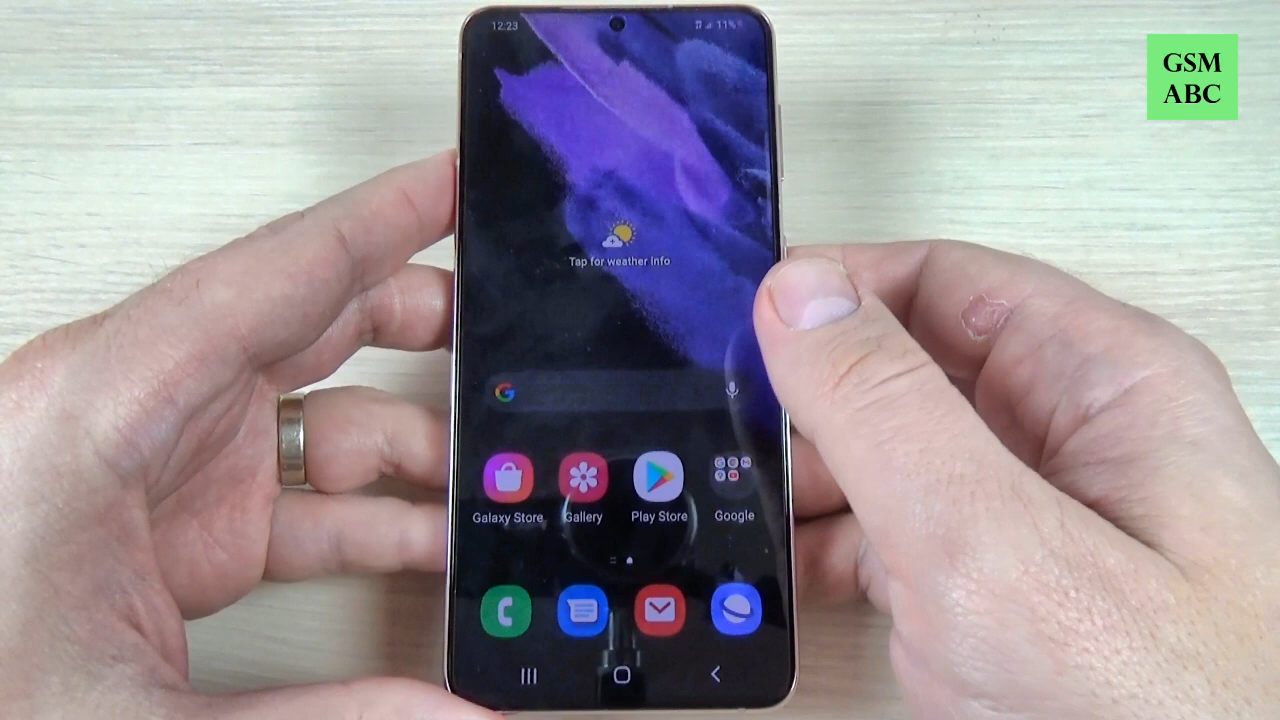 12:23
11%
GSM
ABC
Tap for weather info
G
Galaxy Store
Gallery
Play Store
Google